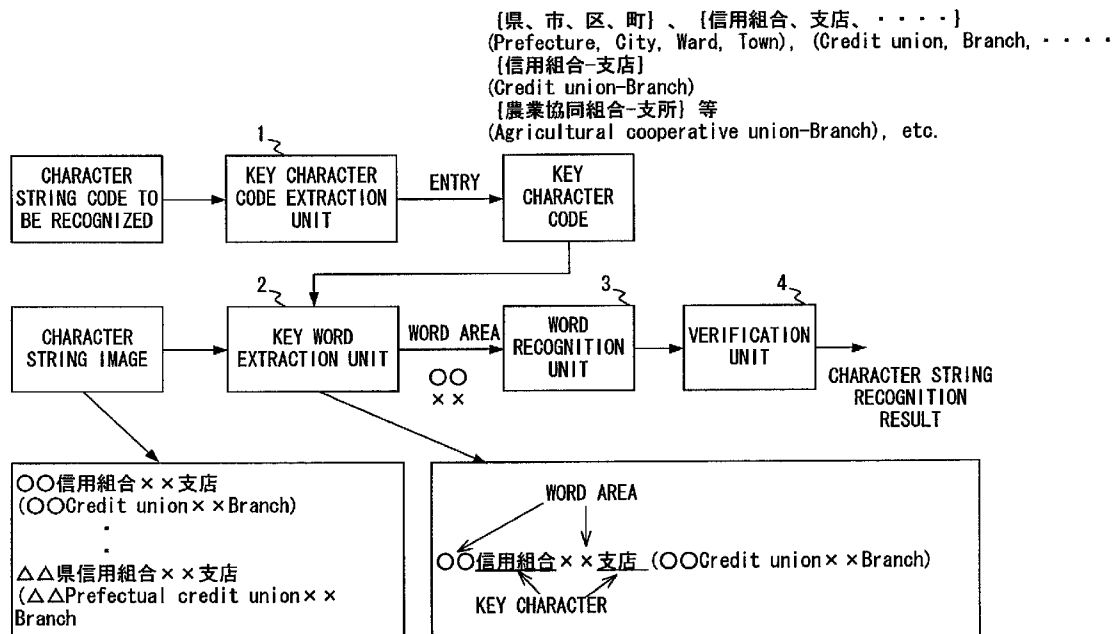 {県、市、区、町} 、 {信用組合、支店、・・・・}
(Prefecture, City, Ward, Town), (Credit union, Branch, ・・・・
{信用組合-支店}
(Credit union-Branch)
{農業協同組合-支所} 等
(Agricultural cooperative union-Branch), etc.
1
CHARACTER
STRING CODE TO
BE RECOGNIZED
KEY CHARACTER
CODE EXTRACTION
UNIT
ENTRY
KEY
CHARACTER
CODE
2
3
4
CHARACTER
STRING IMAGE
KEY WORD
EXTRACTION UNIT
WORD AREA
○○
××
WORD
RECOGNITION
UNIT
VERIFICATION
UNIT
CHARACTER STRING
RECOGNITION
RESULT
○○信用組合××支店
(○○Credit union××Branch)
・
・
△△県信用組合××支店
(△△Prefectual credit union××
Branch
WORD AREA
○○信用組合××支店 (○○Credit union××Branch)
KEY CHARACTER